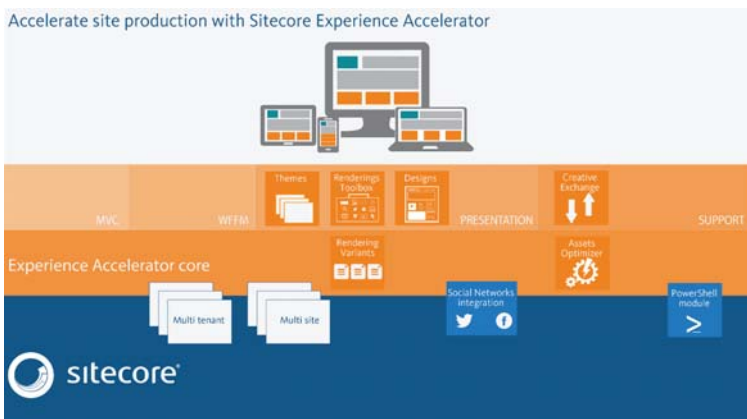 Accelerate site production with Sitecore Experience Accelerator
Themes
Renderings
Toolbox
Designs
Creative
Exchange
MVC
WFFM
PRESENTATION
SUPPORT
Experience Accelerator core
Rendering
Variants
Assets
Optimizer
Multi tenant
Multi site
Social Networks
integration
PowerShell
module
sitecore